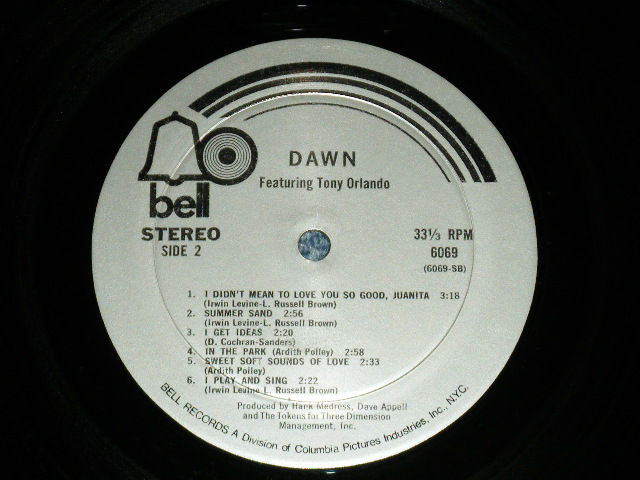 DAWN
Featuring Tony Orlando
bell
STEREO
SIDE 2
33⅓ RPM
6069
(6069-SB)
1. I DIDN'T MEAN TO LOVE YOU SO GOOD, JUANITA 3:18
(Irwin Levine-L. Russell Brown)
2. SUMMER SAND 2:56
(Irwin Levine-L. Russell Brown)
3. I GET IDEAS 2:20
(D. Cochran-Sanders)
4. IN THE PARK (Ardith Polley) 2:58
5. SWEET SOFT SOUNDS OF LOVE 2:33
(Ardith Polley)
6. I PLAY AND SING 2:22
(Irwin Levine-L. Russell Brown)
Produced by Hank Medress, Dave Appell
and The Tokens for Three Dimension
Management, Inc.
BELL RECORDS A Division of Columbia Pictures Industries, Inc., N.Y.C.